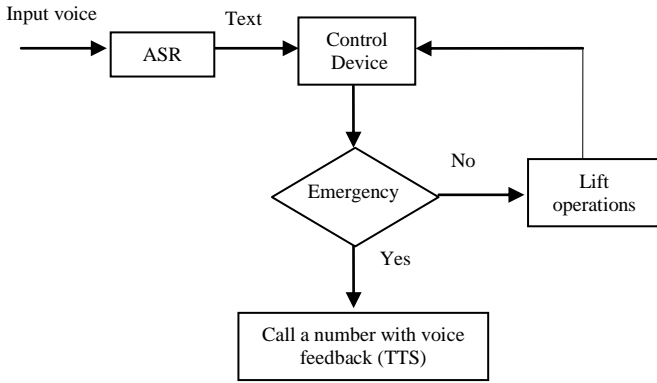 Input voice
Text
ASR
Control
Device
No
Emergency
Lift
operations
Yes
Call a number with voice
feedback (TTS)